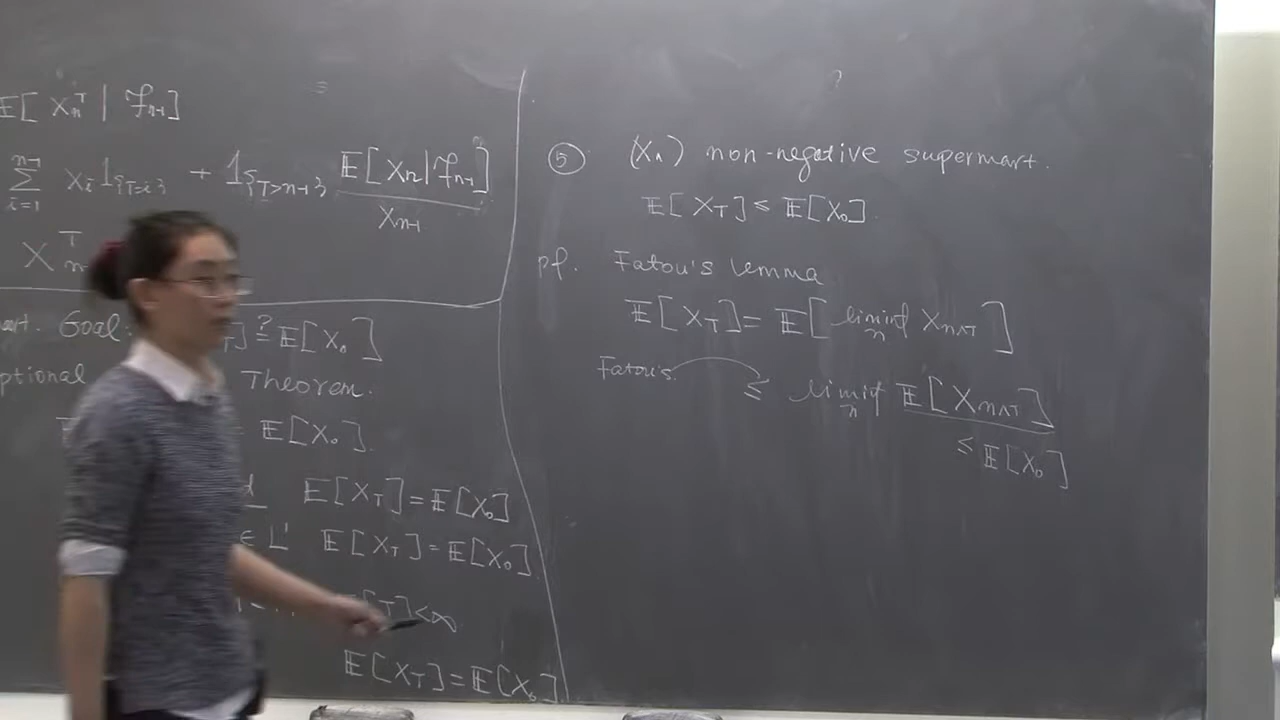 𝔼[ X_n^T | ℱ_{n-1} ]
∑_{i=1}^{n-1} X_i 1_{{T=i}} + 1_{{T>n-1}} 𝔼[X_n|ℱ_{n-1}] / X_{n-1}
X_n^T
Goal: ] ?= 𝔼[X_0]
Theorem.
= 𝔼[X_0].
𝔼[X_T] = 𝔼[X_0]
∈ L¹ 𝔼[X_T] = 𝔼[X_0].
[T] < ∞
𝔼[X_T] = 𝔼[X_0].
⑤ (X_n) non-negative supermart.
𝔼[X_T] ≤ 𝔼[X_0].
pf. Fatou's lemma
𝔼[X_T] = 𝔼[ liminf_n X_{n∧T} ]
Fatou's. ≤ liminf_n 𝔼[X_{n∧T}]
≤ 𝔼[X_0]